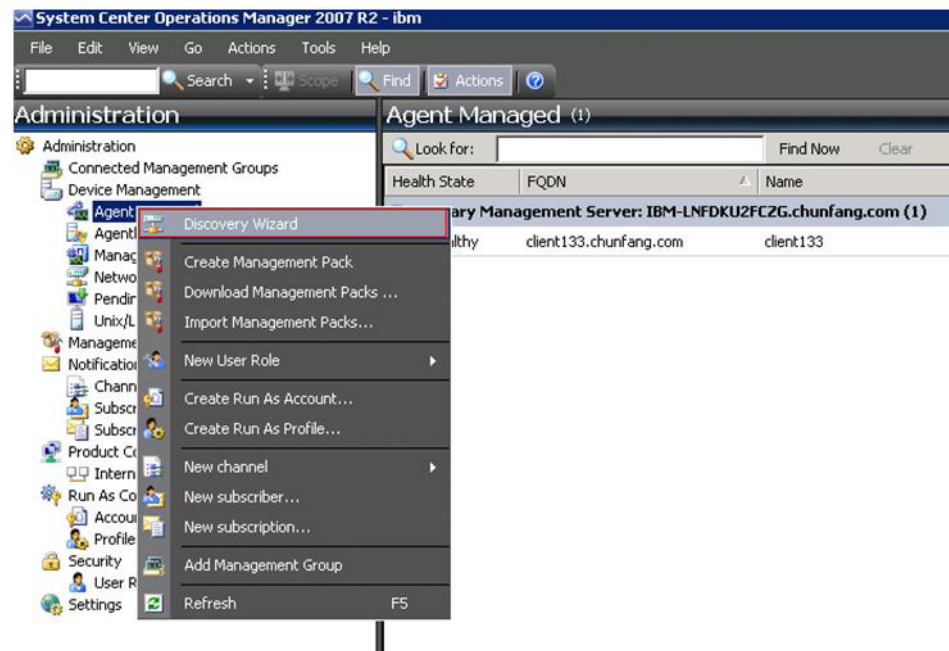 System Center Operations Manager 2007 R2 - ibm
File Edit View Go Actions Tools Help
Search Scope Find Actions
Administration
Administration
Connected Management Groups
Device Management
Agent
Agentl
Manag
Netwo
Pendin
Unix/L
Manageme
Notification
Chann
Subscr
Subscr
Product Co
Intern
Run As Co
Accou
Profile
Security
User R
Settings
Discovery Wizard
Create Management Pack
Download Management Packs ...
Import Management Packs...
New User Role
Create Run As Account...
Create Run As Profile...
New channel
New subscriber...
New subscription...
Add Management Group
Refresh F5
Agent Managed (1)
Look for: Find Now Clear
Health State FQDN Name
ary Management Server: IBM-LNFDKU2FCZG.chunfang.com (1)
lthy client133.chunfang.com client133